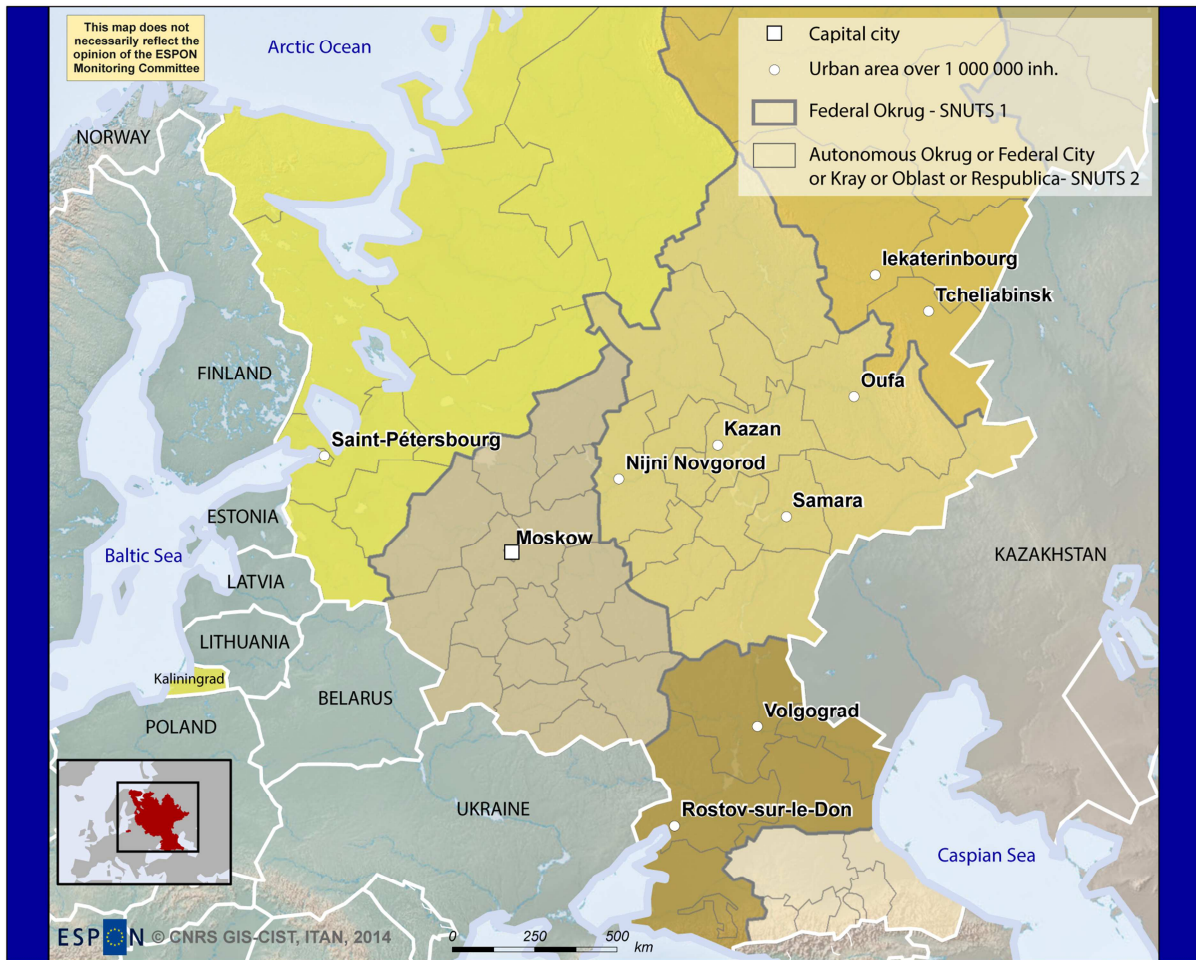 This map does not
necessarily reflect the
opinion of the ESPON
Monitoring Committee
Arctic Ocean
Capital city
Urban area over 1 000 000 inh.
Federal Okrug - SNUTS 1
Autonomous Okrug or Federal City
or Kray or Oblast or Respublica- SNUTS 2
NORWAY
Iekaterinbourg
Tcheliabinsk
FINLAND
Oufa
Saint-Pétersbourg
Kazan
Nijni Novgorod
Samara
ESTONIA
Moskow
Baltic Sea
KAZAKHSTAN
LATVIA
LITHUANIA
Kaliningrad
BELARUS
POLAND
Volgograd
UKRAINE
Rostov-sur-le-Don
Caspian Sea
ESPON © CNRS GIS-CIST, ITAN, 2014
0 250 500
km